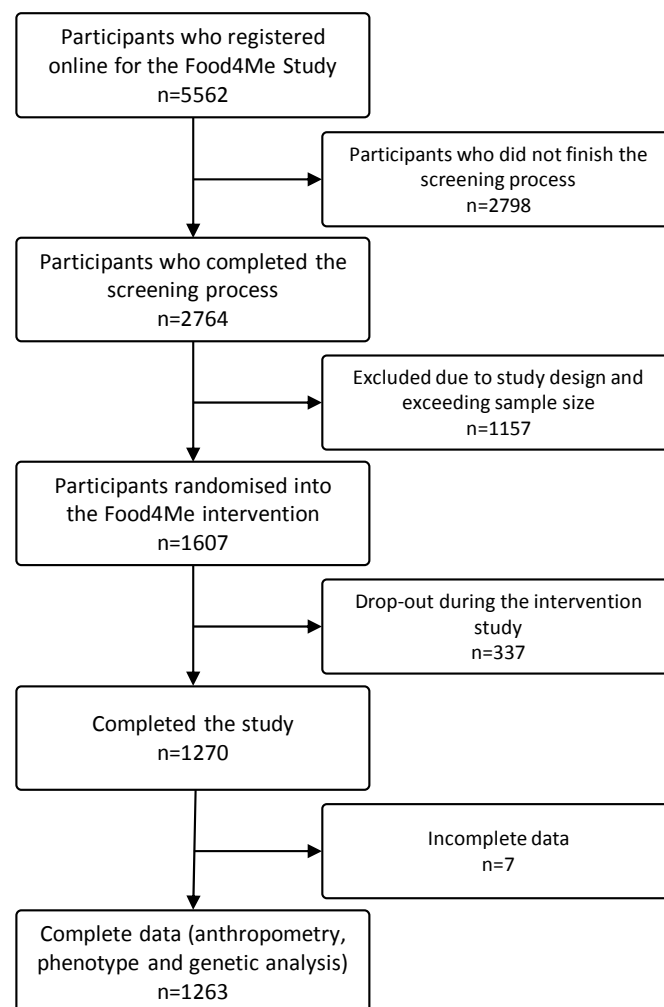 Participants who registered
online for the Food4Me Study
n=5562
Participants who did not finish the
screening process
n=2798
Participants who completed the
screening process
n=2764
Excluded due to study design and
exceeding sample size
n=1157
Participants randomised into
the Food4Me intervention
n=1607
Drop-out during the intervention
study
n=337
Completed the study
n=1270
Incomplete data
n=7
Complete data (anthropometry,
phenotype and genetic analysis)
n=1263